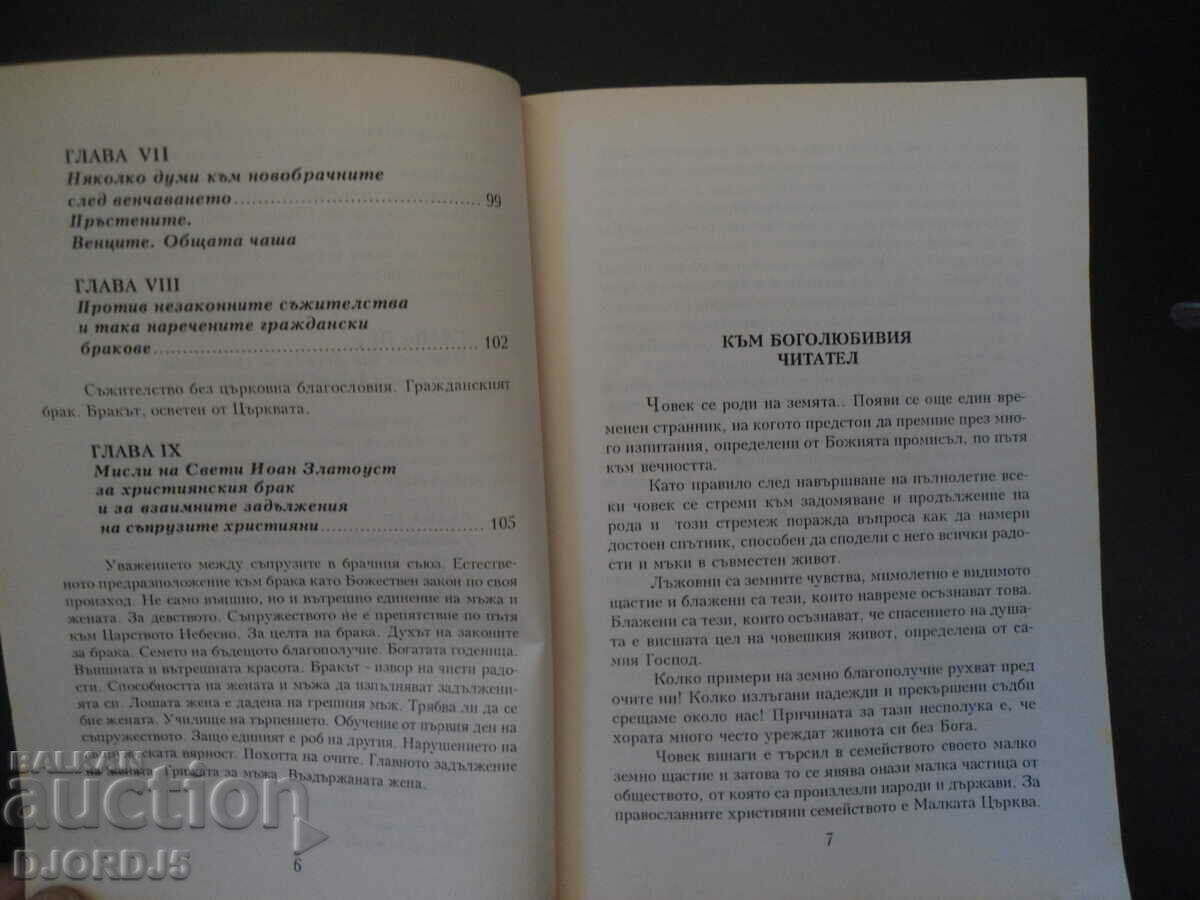 ГЛАВА VII
Няколко думи към новобрачните
след венчаването.............................. 99
Пръстените.
Венците. Общата чаша
ГЛАВА VIII
Против незаконните съжителства
и така наречените граждански
бракове........................................ 102
Съжителство без църковна благословия. Гражданският
брак. Бракът, осветен от Църквата.
ГЛАВА IX
Мисли на Свети Иоан Златоуст
за християнския брак
и за взаимните задължения
на съпрузите християни.................... 105
Уважението между съпрузите в брачния съюз. Естестве-
ното предразположение към брака като Божествен закон по своя
произход. Не само външно, но и вътрешно единение на мъжа и
жената. За девството. Съпружеството не е препятствие по пътя
към Царството Небесно. За целта на брака. Духът на законите
за брака. Семето на бъдещото благополучие. Богатата годеница.
Външната и вътрешната красота. Бракът - извор на чисти радо-
сти. Способността на жената и мъжа да изпълняват задължени-
ята си. Лошата жена е дадена на грешния мъж. Трябва ли да се
бие жената. Училище на търпението. Обучение от първия ден на
съпружеството. Защо единият е роб на другия. Нарушението на
съпружеската вярност. Похотта на очите. Главното задължение
на жената. Грижата за мъжа. Въздържаната жена.
6
КЪМ БОГОЛЮБИВИЯ
ЧИТАТЕЛ
Човек се роди на земята.. Появи се още един вре-
менен странник, на когото предстои да премине през мно-
го изпитания, определени от Божията промисъл, по пътя
към вечността.
Като правило след навършване на пълнолетие все-
ки човек се стреми към задомяване и продължение на
рода и този стремеж поражда въпроса как да намери
достоен спътник, способен да сподели с него всички радо-
сти и мъки в съвместен живот.
Лъжовни са земните чувства, мимолетно е видимото
щастие и блажени са тези, които навреме осъзнават това.
Блажени са тези, които осъзнават, че спасението на душа-
та е висшата цел на човешкия живот, определена от са-
мия Господ.
Колко примери на земно благополучие рухват пред
очите ни! Колко излъгани надежди и прекършени съдби
срещаме около нас! Причината за тази несполука е, че
хората много често уреждат живота си без Бога.
Човек винаги е търсил в семейството своето малко
земно щастие и затова то се явява онази малка частица от
обществото, от която са произлезли народи и държави. За
православните християни семейството е Малката Църква.
7
BALKAN
auction
DJORDJ5